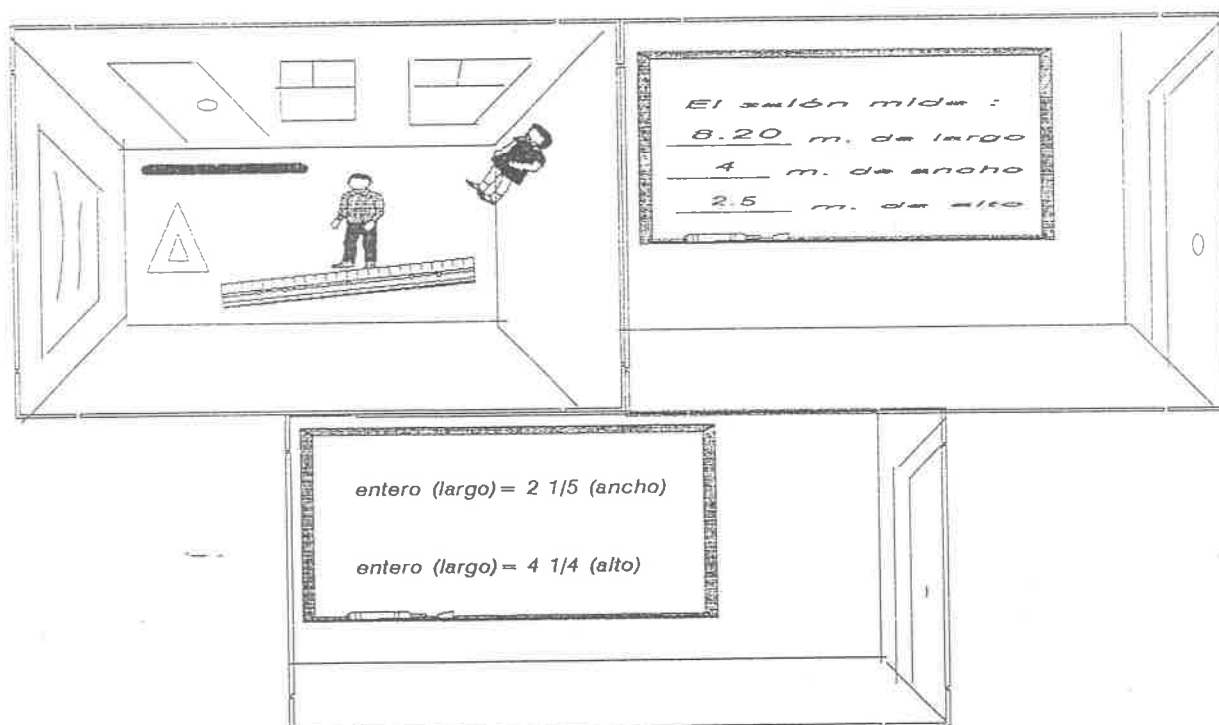 El salón mide :
8.20 m. de largo
4 m. de ancho
2.5 m. de alto
entero (largo)= 2 1/5 (ancho)
entero (largo)= 4 1/4 (alto)